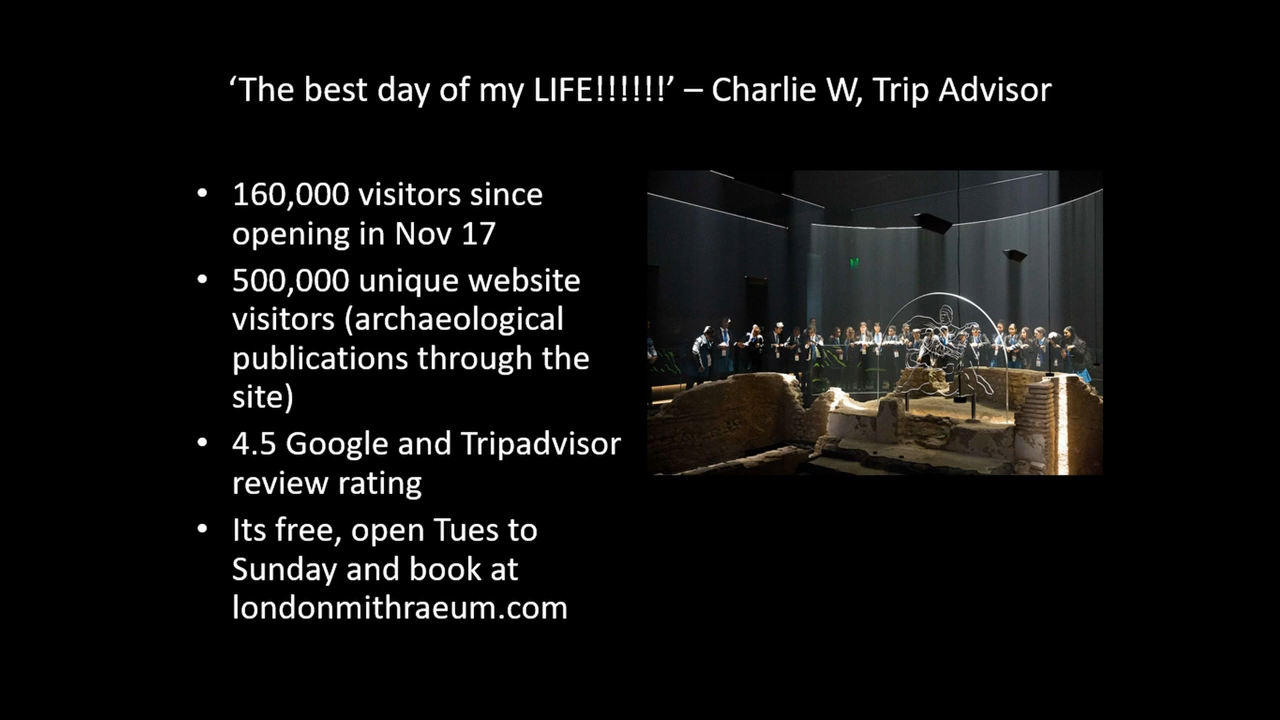 ‘The best day of my LIFE!!!!!!’ – Charlie W, Trip Advisor
• 160,000 visitors since
opening in Nov 17
• 500,000 unique website
visitors (archaeological
publications through the
site)
• 4.5 Google and Tripadvisor
review rating
• Its free, open Tues to
Sunday and book at
londonmithraeum.com